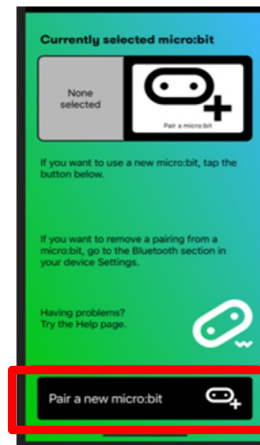 Currently selected micro:bit
None
selected
Pair a micro:bit
If you want to use a new micro:bit, tap the
button below.
If you want to remove a pairing from a
micro:bit, go to the Bluetooth section in
your device Settings.
Having problems?
Try the Help page.
Pair a new micro:bit